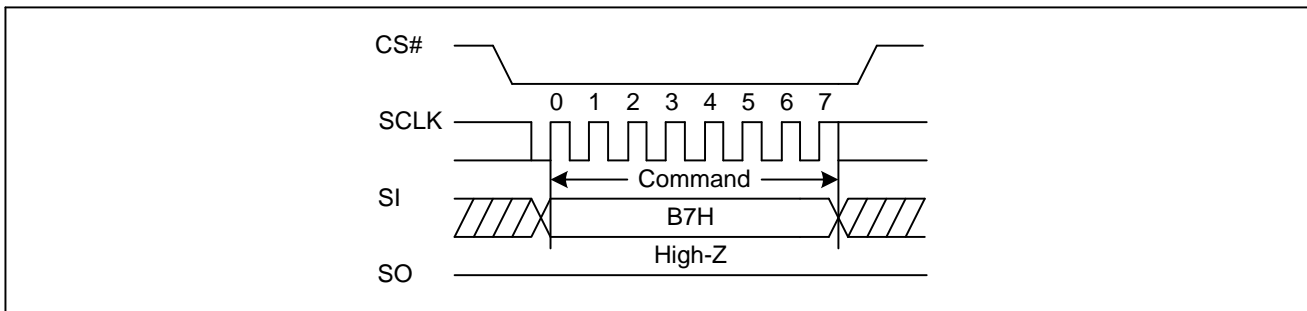 CS#
0 1 2 3 4 5 6 7
SCLK
Command
SI
B7H
High-Z
SO